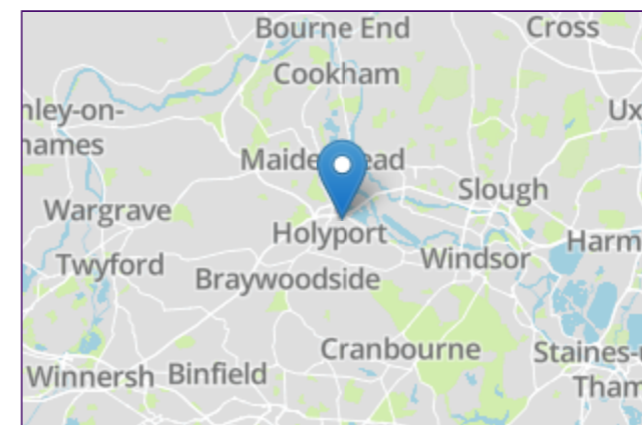 Bourne End
Cross
Cookham
nley-on-
hames
Ux
Maide ead
Slough
Wargrave
Holyport
Harm
Twyford
Windsor
Braywoodside
Cranbourne
Staines-u
Winnersh
Binfield
Tham